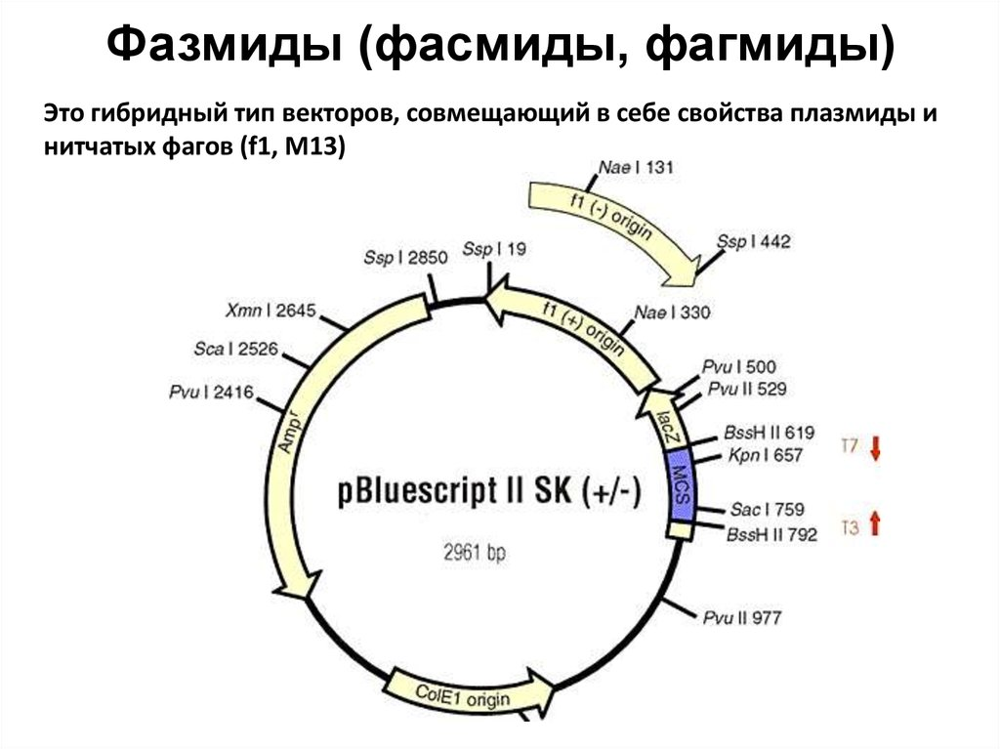 Фазмиды (фасмиды, фагмиды)
Это гибридный тип векторов, совмещающий в себе свойства плазмиды и
нитчатых фагов (f1, M13)
Nae I 131
f1 (-) origin
Ssp I 442
Ssp I 19
Ssp I 2850
f1 (+) origin
Nae I 330
Xmn I 2645
Sca I 2526
Pvu I 2416
Ampr
Pvu I 500
Pvu II 529
lacZ
BssH II 619
Kpn I 657
T7
MCS
pBluescript II SK (+/-)
Sac I 759
BssH II 792
T3
2961 bp
Pvu II 977
ColE1 origin